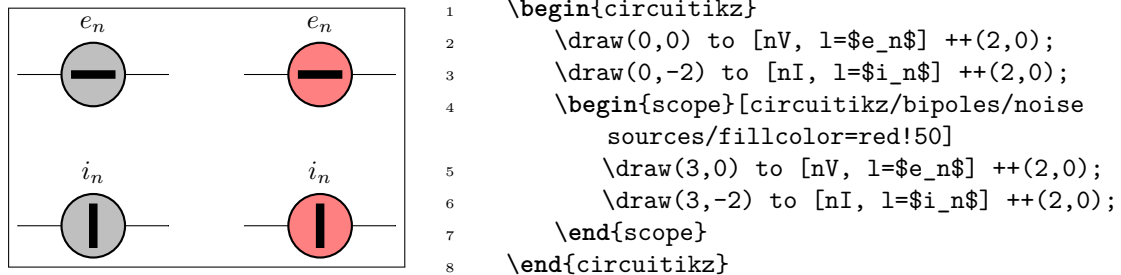 e_n e_n
i_n i_n
1 \begin{circuitikz}
2 \draw(0,0) to [nV, l=$e_n$] ++(2,0);
3 \draw(0,-2) to [nI, l=$i_n$] ++(2,0);
4 \begin{scope}[circuitikz/bipoles/noise
sources/fillcolor=red!50]
5 \draw(3,0) to [nV, l=$e_n$] ++(2,0);
6 \draw(3,-2) to [nI, l=$i_n$] ++(2,0);
7 \end{scope}
8 \end{circuitikz}